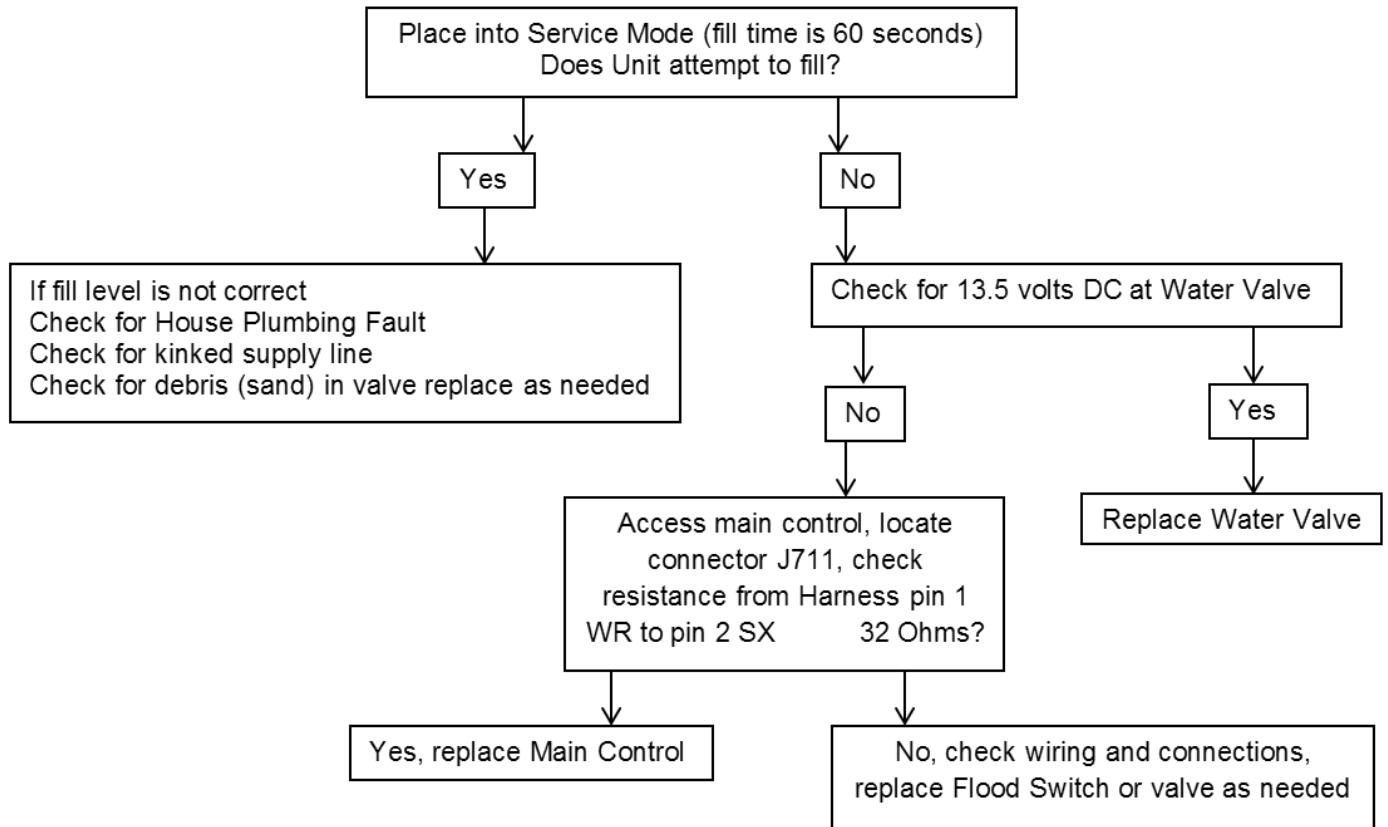 Place into Service Mode (fill time is 60 seconds)
Does Unit attempt to fill?
Yes
No
If fill level is not correct
Check for House Plumbing Fault
Check for kinked supply line
Check for debris (sand) in valve replace as needed
Check for 13.5 volts DC at Water Valve
No
Yes
Access main control, locate
connector J711, check
resistance from Harness pin 1
WR to pin 2 SX 32 Ohms?
Replace Water Valve
Yes, replace Main Control
No, check wiring and connections,
replace Flood Switch or valve as needed